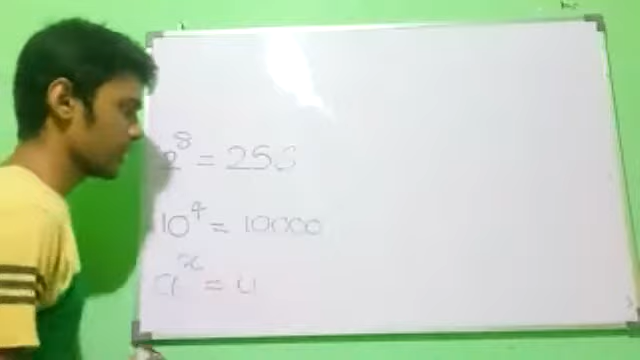 2⁸ = 256
10⁴ = 10000
aˣ = u